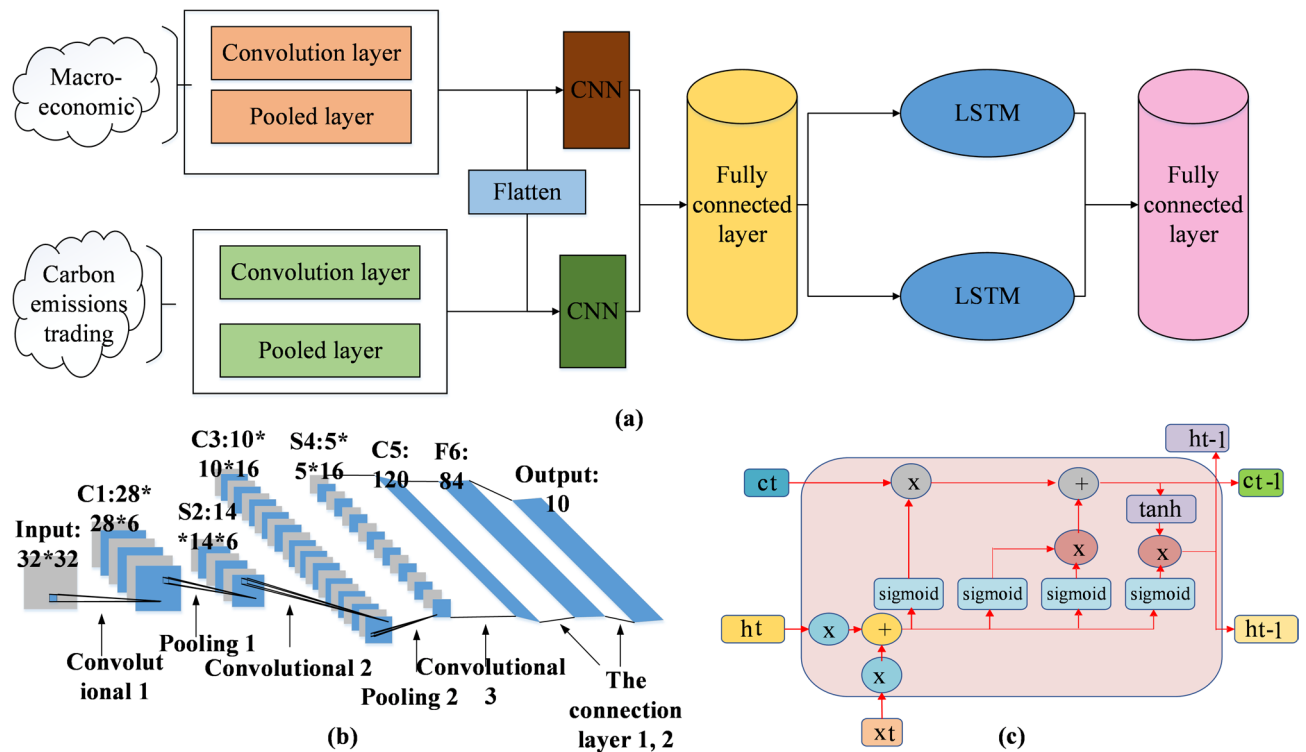 Macro-
economic
Convolution layer
Pooled layer
CNN
Flatten
Carbon
emissions
trading
Convolution layer
Pooled layer
CNN
Fully
connected
layer
LSTM
LSTM
Fully
connected
layer
(a)
Input:
32*32
C1:28*
28*6
S2:14
*14*6
C3:10*
10*16
S4:5*
5*16
C5:
120
F6:
84
Output:
10
Convolut
ional 1
Pooling 1
Convolutional 2
Pooling 2
Convolutional
3
The
connection
layer 1, 2
(b)
ht-1
ct
x
+
ct-1
tanh
x
x
sigmoid
sigmoid
sigmoid
sigmoid
ht
x
+
ht-1
x
xt
(c)